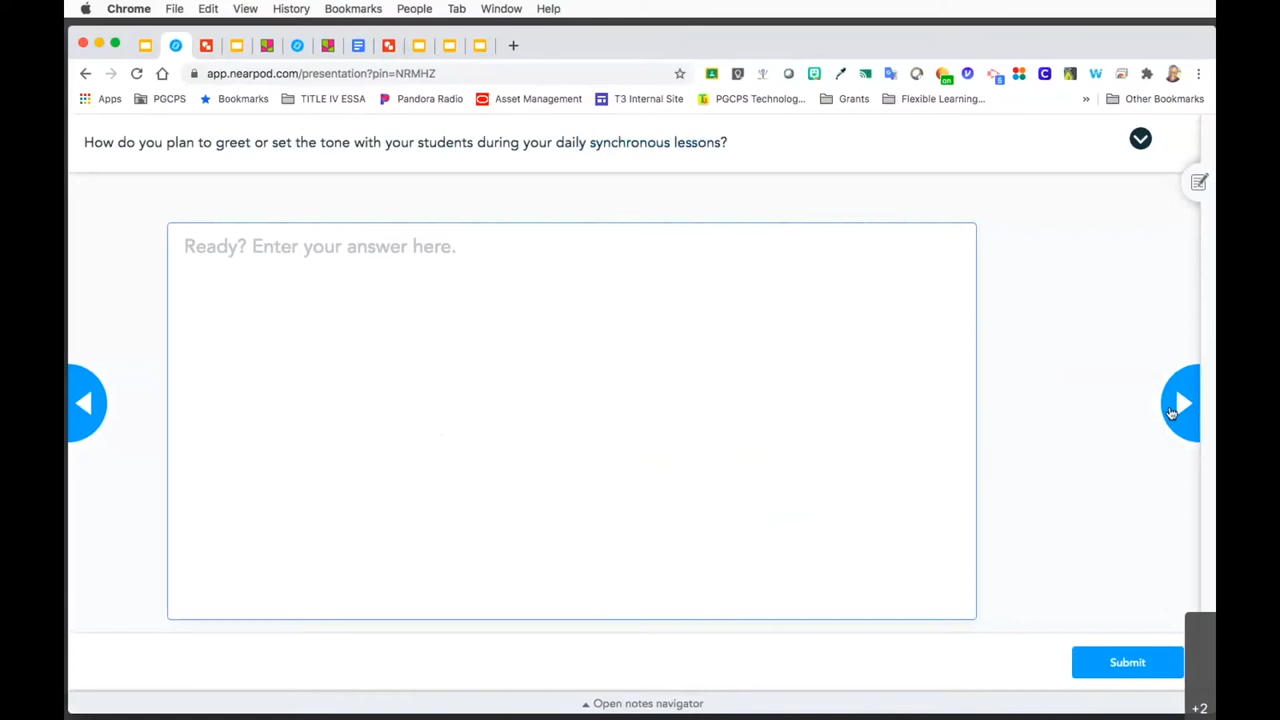 Chrome File Edit View History Bookmarks People Tab Window Help
app.nearpod.com/presentation?pin=NRMHZ
on
5
Apps PGCPS Bookmarks TITLE IV ESSA Pandora Radio Asset Management T3 Internal Site PGCPS Technolog... Grants Flexible Learning... » Other Bookmarks
How do you plan to greet or set the tone with your students during your daily synchronous lessons?
Ready? Enter your answer here.
Submit
Open notes navigator
+2